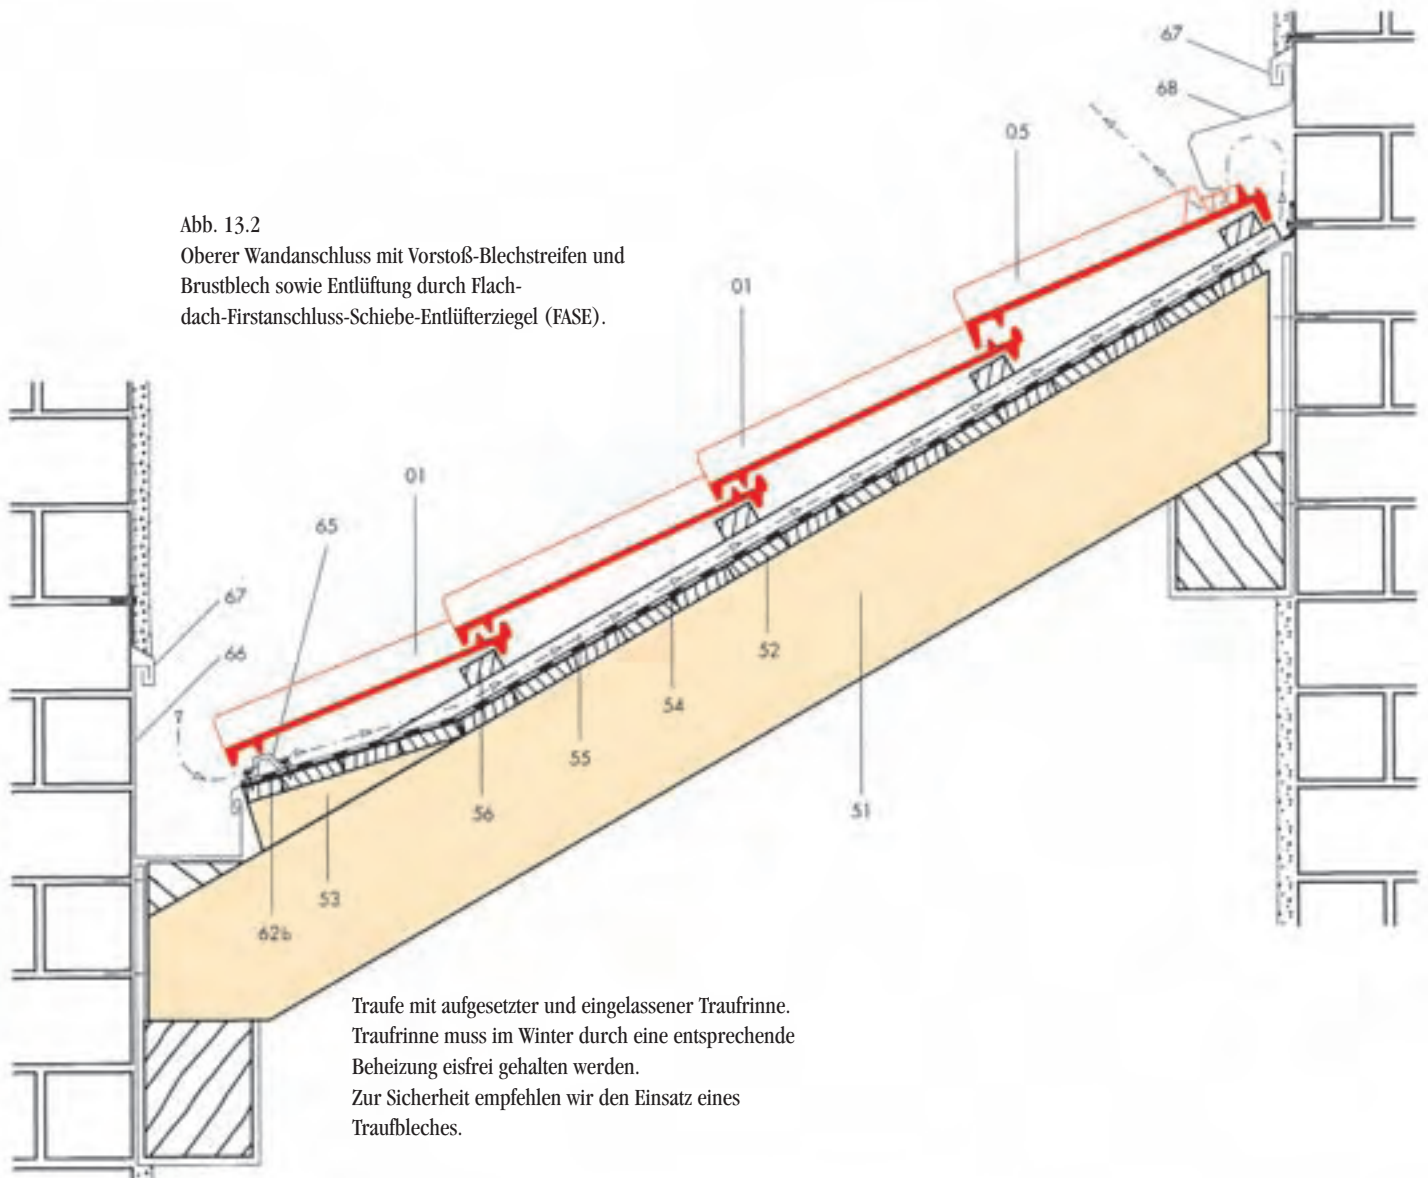 67
68
05
Abb. 13.2
Oberer Wandanschluss mit Vorstoß-Blechstreifen und
Brustblech sowie Entlüftung durch Flach-
dach-Firstanschluss-Schiebe-Entlüfterziegel (FASE).
01
01
65
67
66
52
54
55
56
51
53
62b
Traufe mit aufgesetzter und eingelassener Traufrinne.
Traufrinne muss im Winter durch eine entsprechende
Beheizung eisfrei gehalten werden.
Zur Sicherheit empfehlen wir den Einsatz eines
Traufbleches.